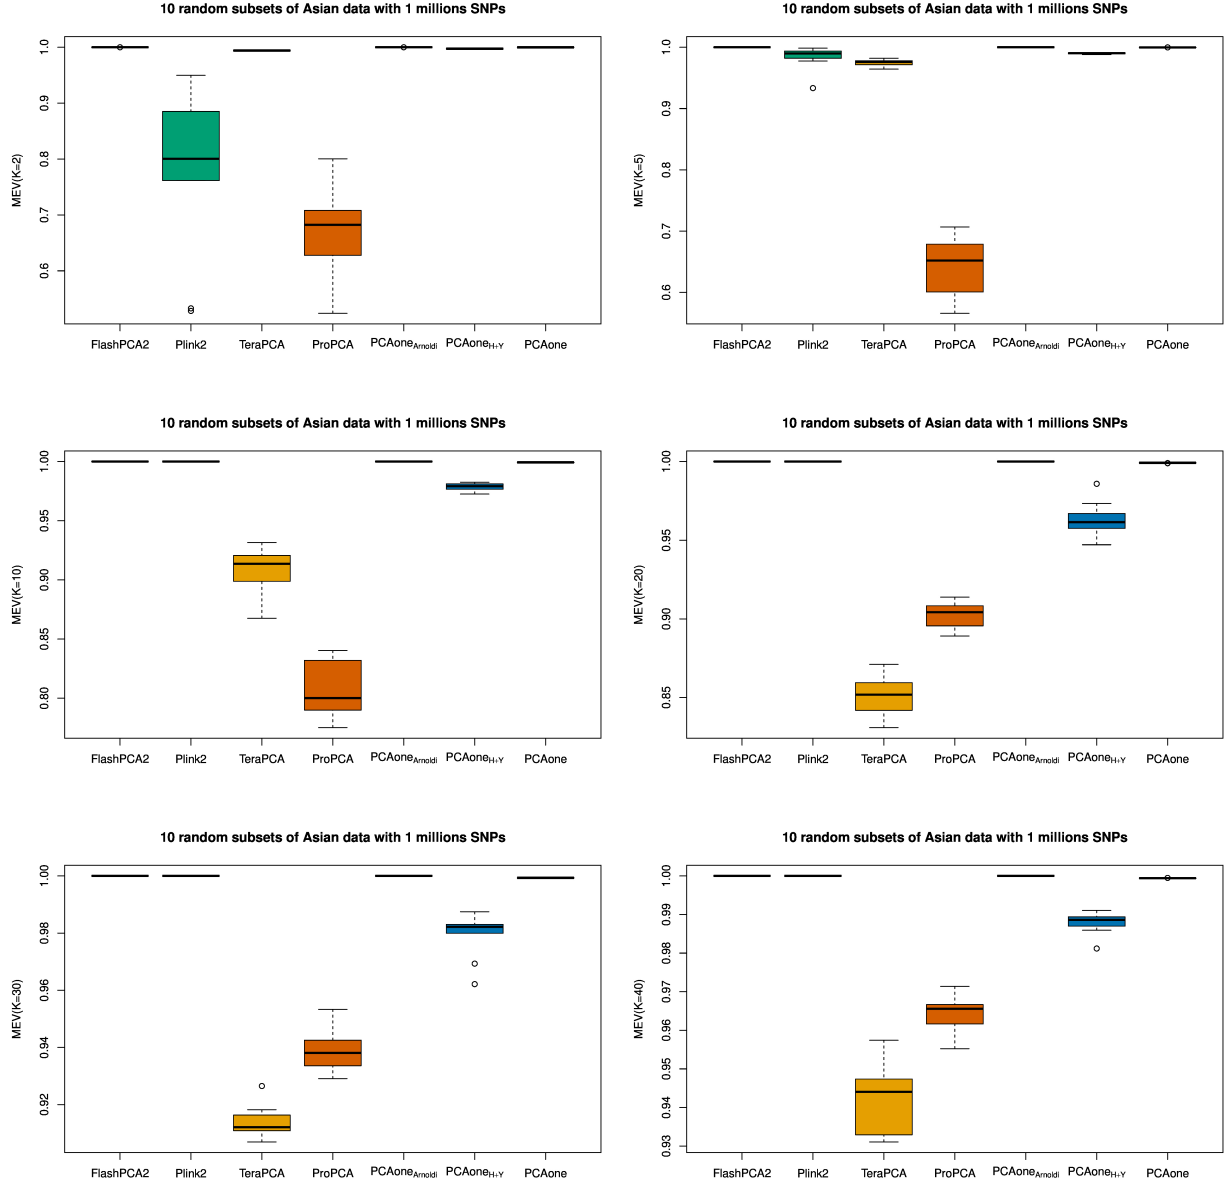 10 random subsets of Asian data with 1 millions SNPs
MEV(K=2)
1.0
0.9
0.8
0.7
0.6
FlashPCA2 Plink2 TeraPCA ProPCA PCAoneArnoldi PCAoneH+Y PCAone
10 random subsets of Asian data with 1 millions SNPs
MEV(K=5)
1.0
0.9
0.8
0.7
0.6
FlashPCA2 Plink2 TeraPCA ProPCA PCAoneArnoldi PCAoneH+Y PCAone
10 random subsets of Asian data with 1 millions SNPs
MEV(K=10)
1.00
0.95
0.90
0.85
0.80
FlashPCA2 Plink2 TeraPCA ProPCA PCAoneArnoldi PCAoneH+Y PCAone
10 random subsets of Asian data with 1 millions SNPs
MEV(K=20)
1.00
0.95
0.90
0.85
FlashPCA2 Plink2 TeraPCA ProPCA PCAoneArnoldi PCAoneH+Y PCAone
10 random subsets of Asian data with 1 millions SNPs
MEV(K=30)
1.00
0.98
0.96
0.94
0.92
FlashPCA2 Plink2 TeraPCA ProPCA PCAoneArnoldi PCAoneH+Y PCAone
10 random subsets of Asian data with 1 millions SNPs
MEV(K=40)
1.00
0.99
0.98
0.97
0.96
0.95
0.94
0.93
FlashPCA2 Plink2 TeraPCA ProPCA PCAoneArnoldi PCAoneH+Y PCAone